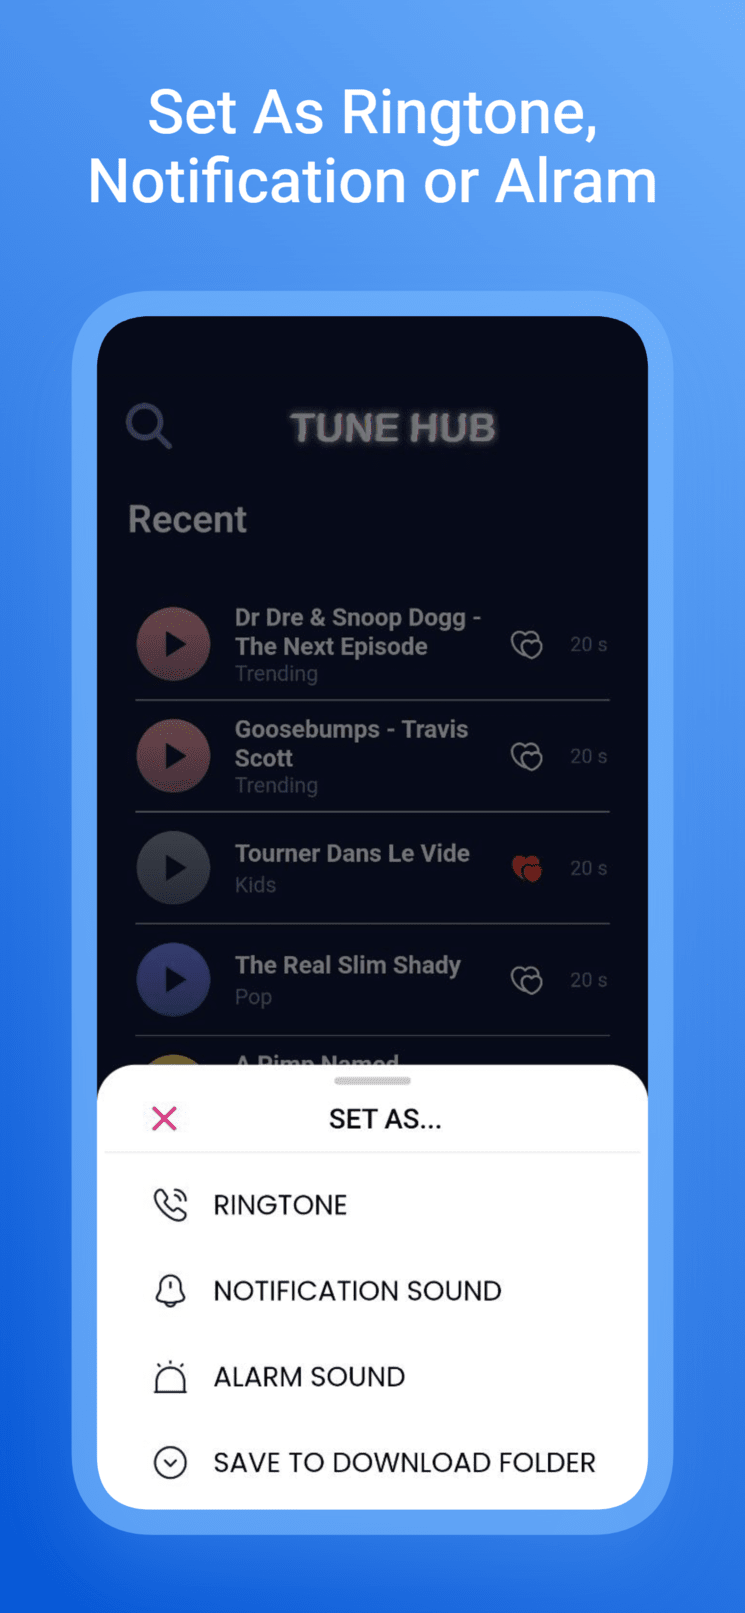 Set As Ringtone,
Notification or Alram
TUNE HUB
Recent
Dr Dre & Snoop Dogg -
The Next Episode
Trending
20 s
Goosebumps - Travis
Scott
Trending
20 s
Tourner Dans Le Vide
Kids
20 s
The Real Slim Shady
Pop
20 s
A Pimp Named
SET AS...
RINGTONE
NOTIFICATION SOUND
ALARM SOUND
SAVE TO DOWNLOAD FOLDER